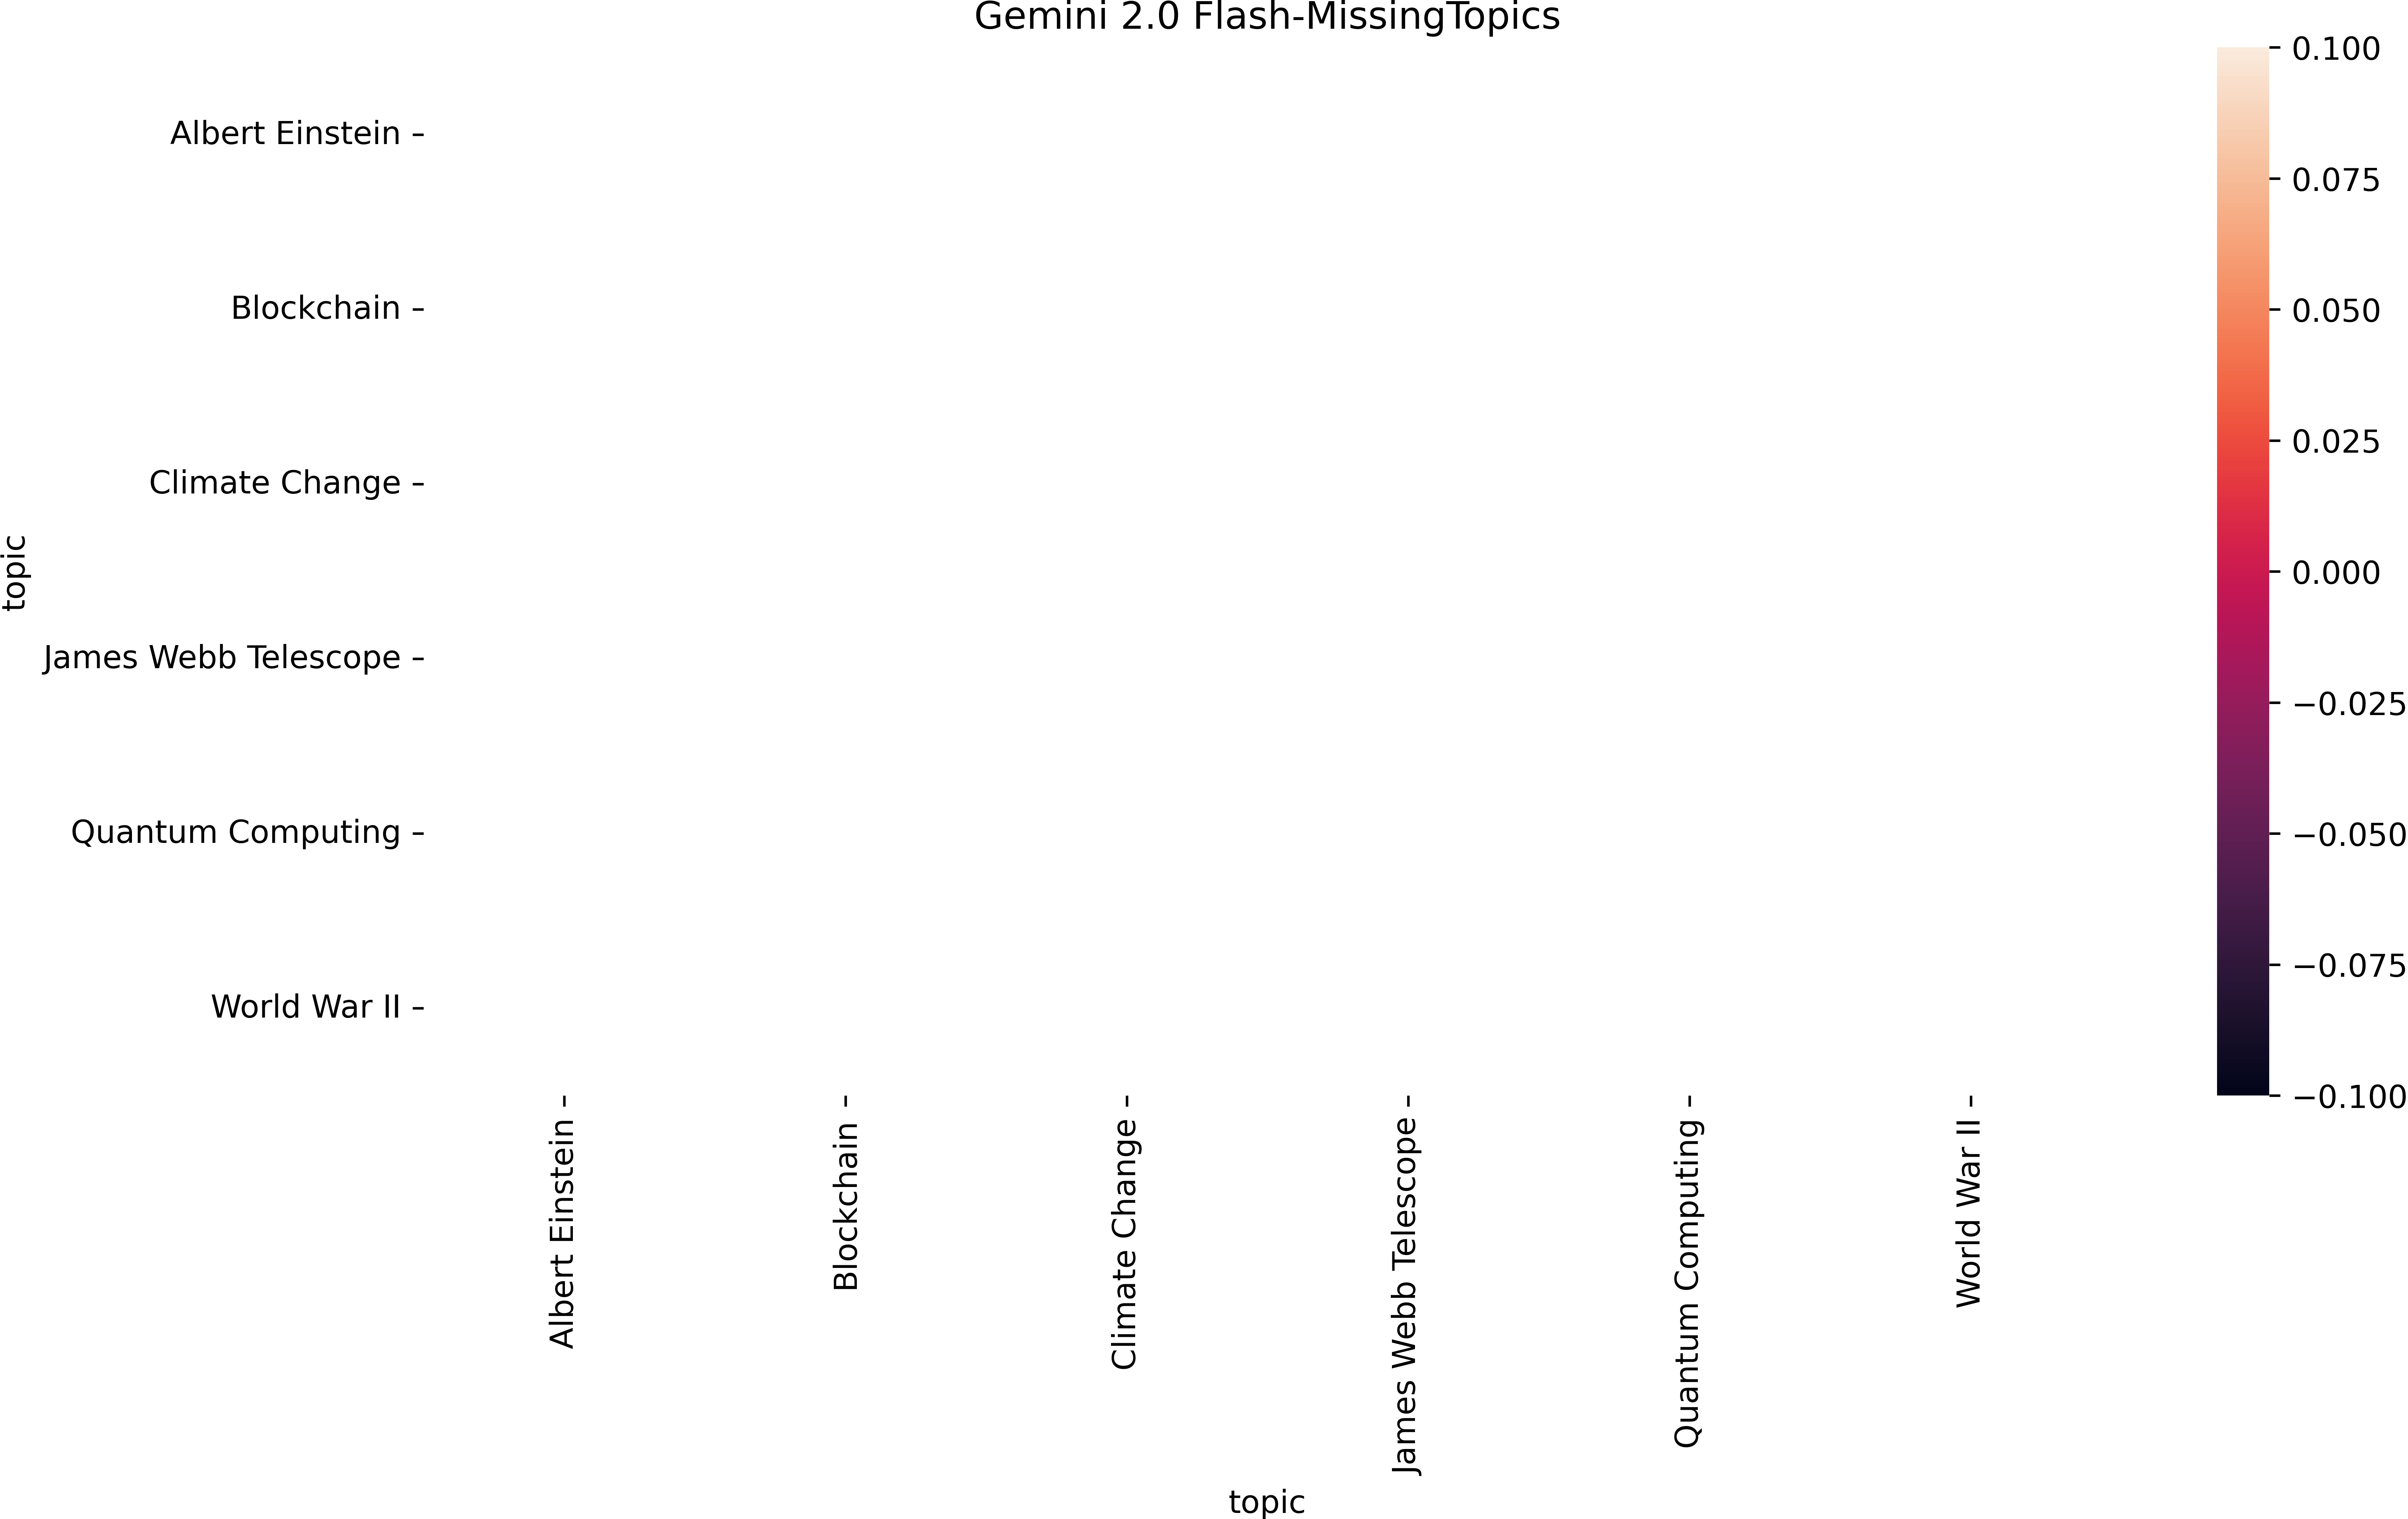 Gemini 2.0 Flash-MissingTopics
topic
Albert Einstein
Blockchain
Climate Change
James Webb Telescope
Quantum Computing
World War II
Albert Einstein
Blockchain
Climate Change
James Webb Telescope
Quantum Computing
World War II
topic
0.100
0.075
0.050
0.025
0.000
−0.025
−0.050
−0.075
−0.100